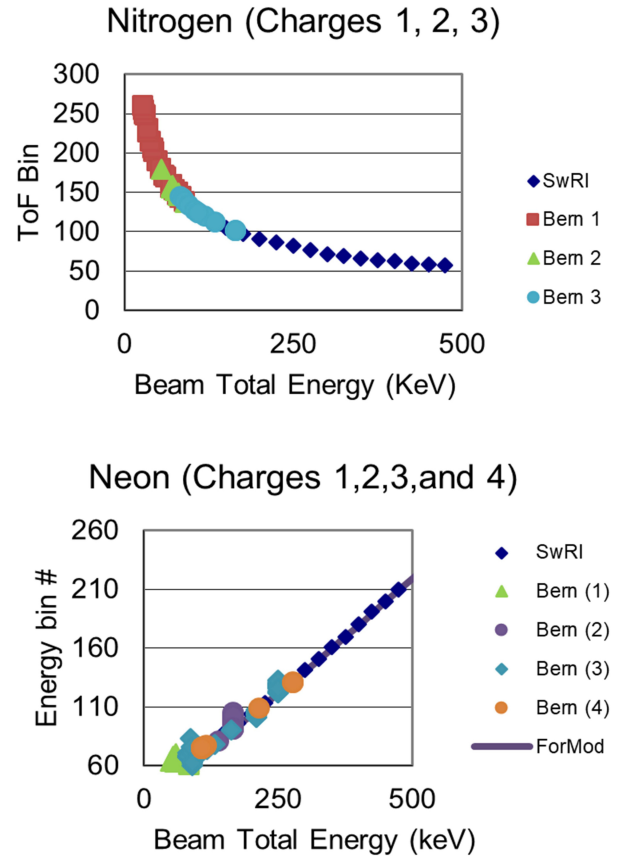 Nitrogen (Charges 1, 2, 3)
300
250
200
150
100
50
0
ToF Bin
0 250 500
Beam Total Energy (KeV)
SwRI
Bern 1
Bern 2
Bern 3
Neon (Charges 1,2,3,and 4)
260
210
160
110
60
Energy bin #
0 250 500
Beam Total Energy (keV)
SwRI
Bern (1)
Bern (2)
Bern (3)
Bern (4)
ForMod